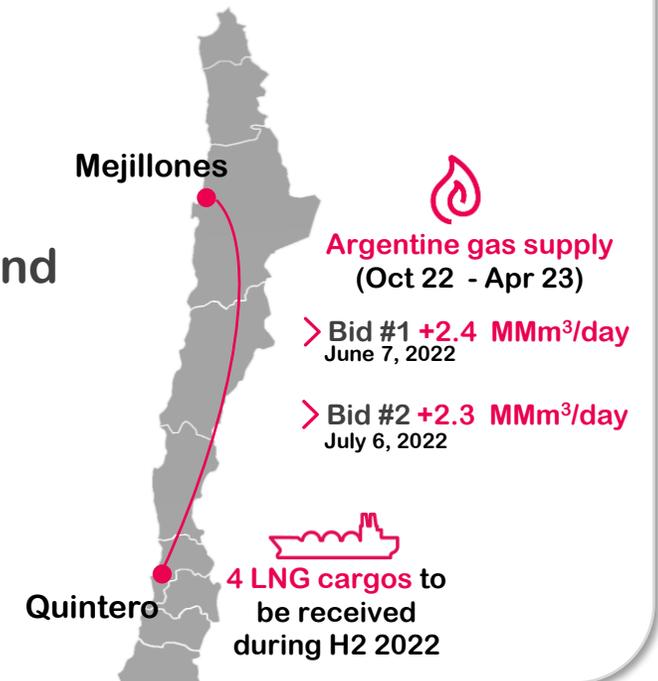 Mejillones
nd
Argentine gas supply
(Oct 22 - Apr 23)
Bid #1 +2.4 MMm³/day
June 7, 2022
Bid #2 +2.3 MMm³/day
July 6, 2022
4 LNG cargos to
be received
during H2 2022
Quintero